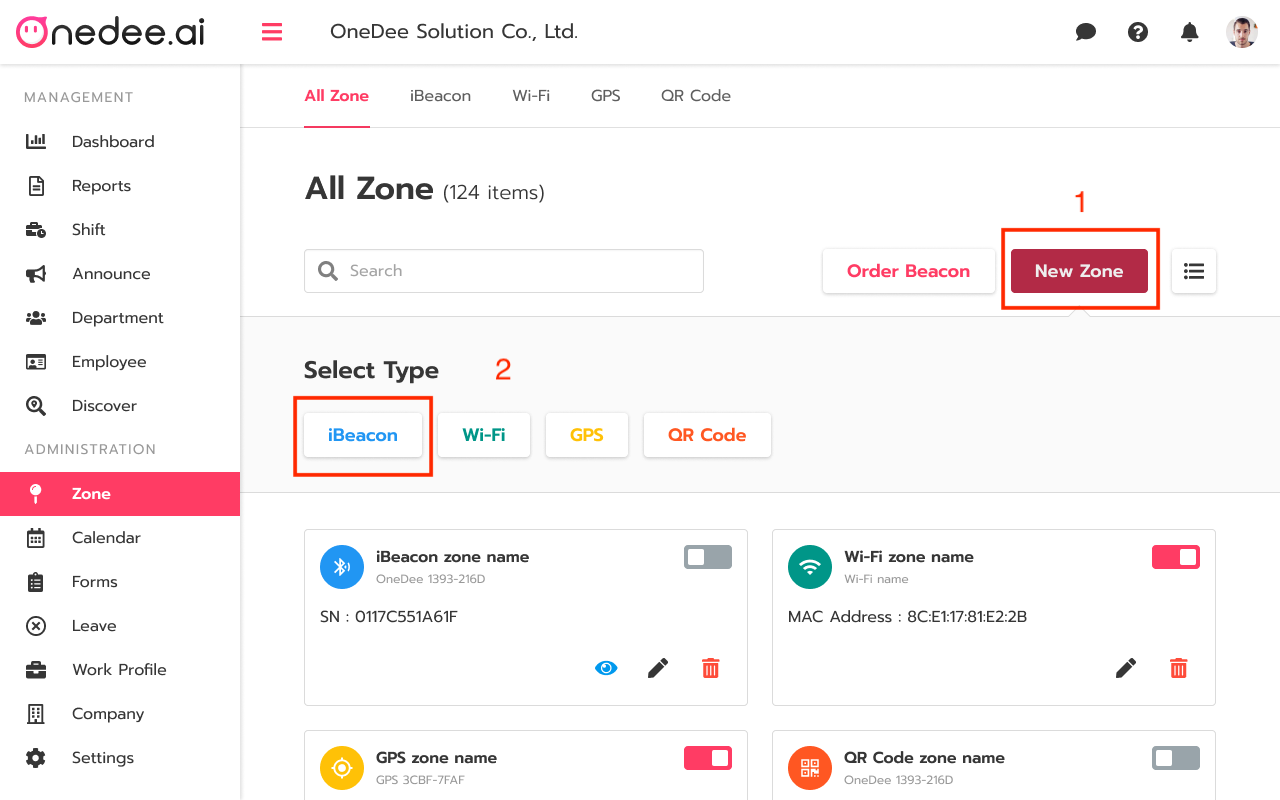 Onedee.ai
OneDee Solution Co., Ltd.
MANAGEMENT
Dashboard
Reports
Shift
Announce
Department
Employee
Discover
ADMINISTRATION
Zone
Calendar
Forms
Leave
Work Profile
Company
Settings
All Zone iBeacon Wi-Fi GPS QR Code
All Zone (124 items)
1
Search
Order Beacon New Zone
Select Type 2
iBeacon Wi-Fi GPS QR Code
iBeacon zone name
OneDee 1393-216D
SN : 0117C551A61F
Wi-Fi zone name
Wi-Fi name
MAC Address : 8C:E1:17:81:E2:2B
GPS zone name
GPS 3CBF-7FAF
QR Code zone name
OneDee 1393-216D